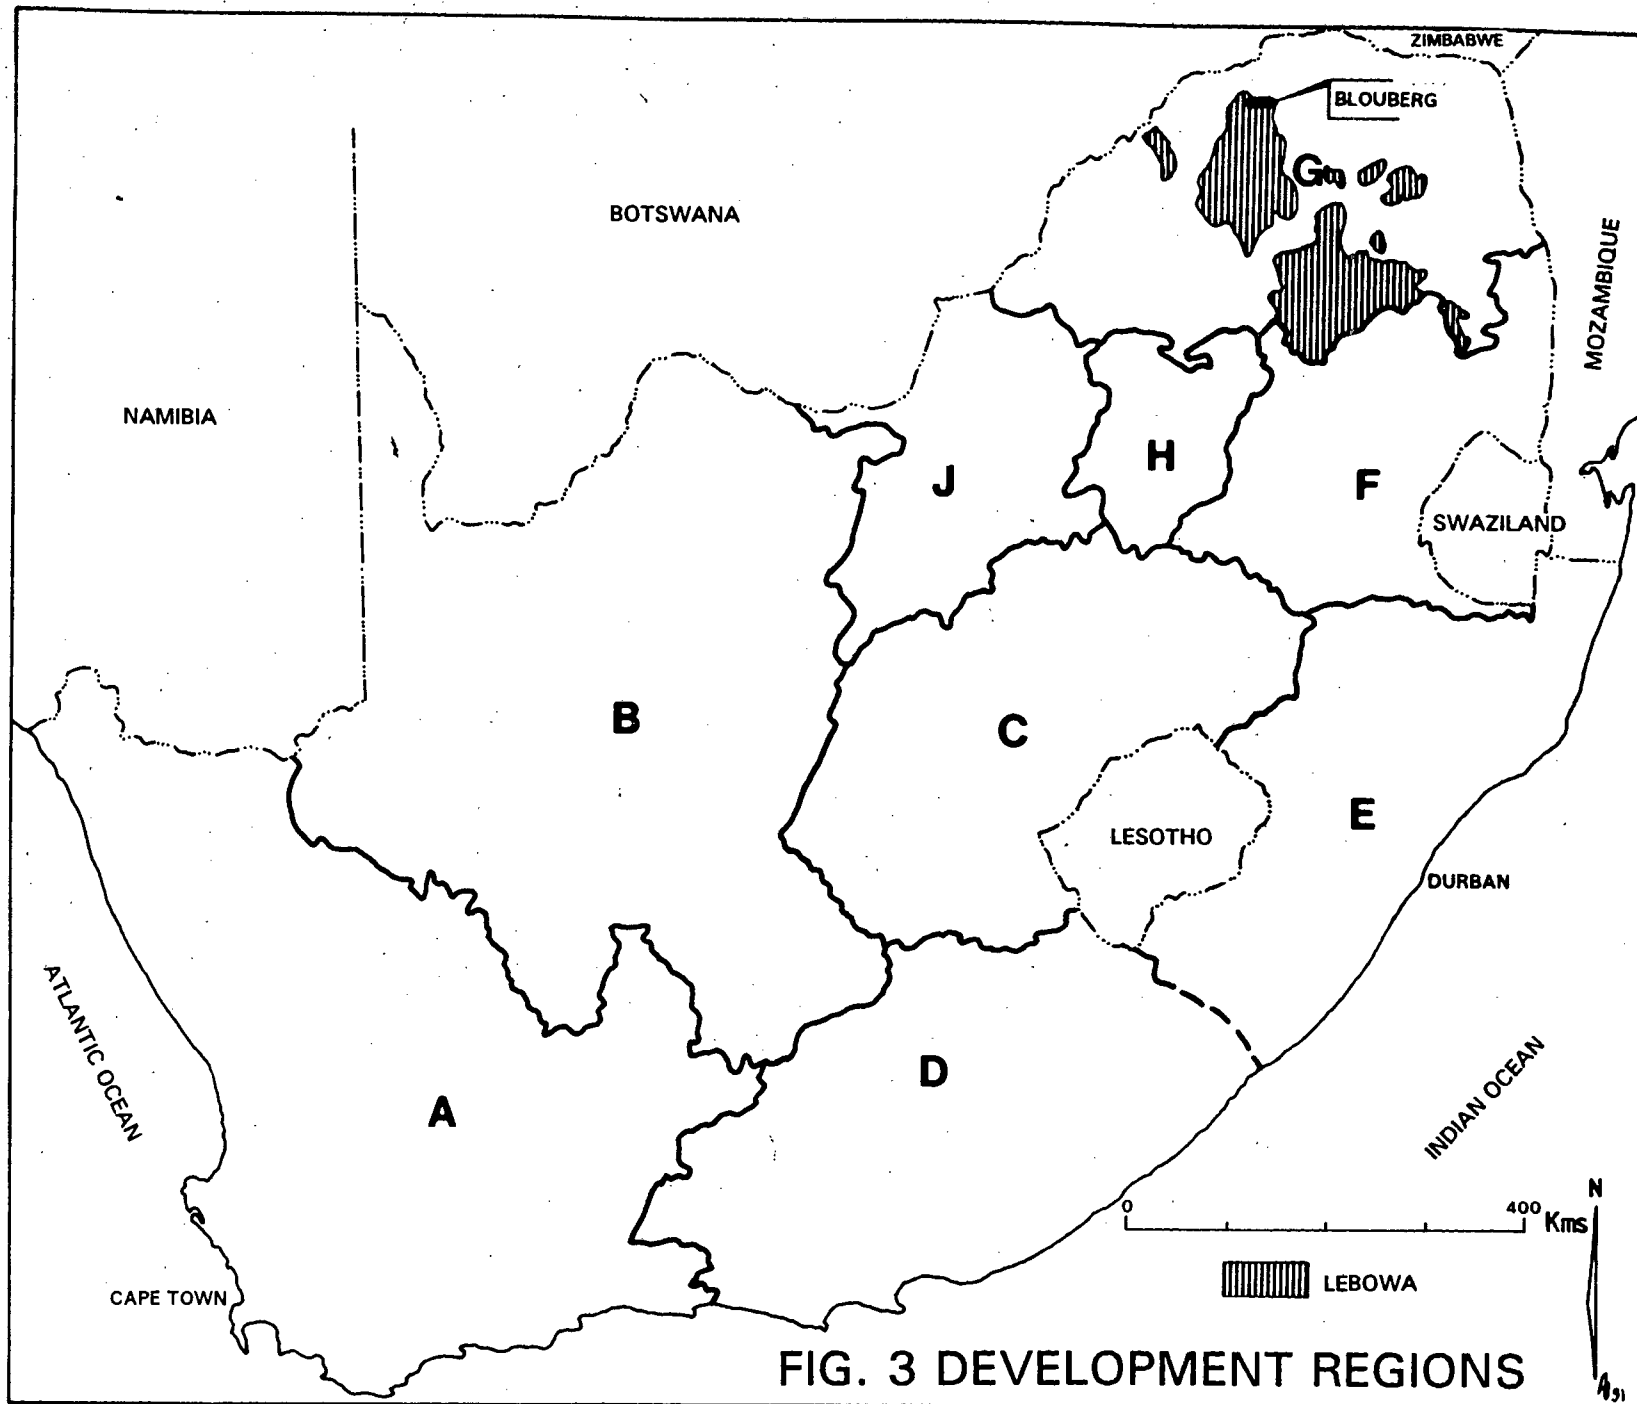 ZIMBABWE
BLOUBERG
G
BOTSWANA
MOZAMBIQUE
NAMIBIA
J
H
F
SWAZILAND
B
C
E
LESOTHO
DURBAN
ATLANTIC OCEAN
D
INDIAN OCEAN
A
N
0
400 Kms
LEBOWA
CAPE TOWN
FIG. 3 DEVELOPMENT REGIONS